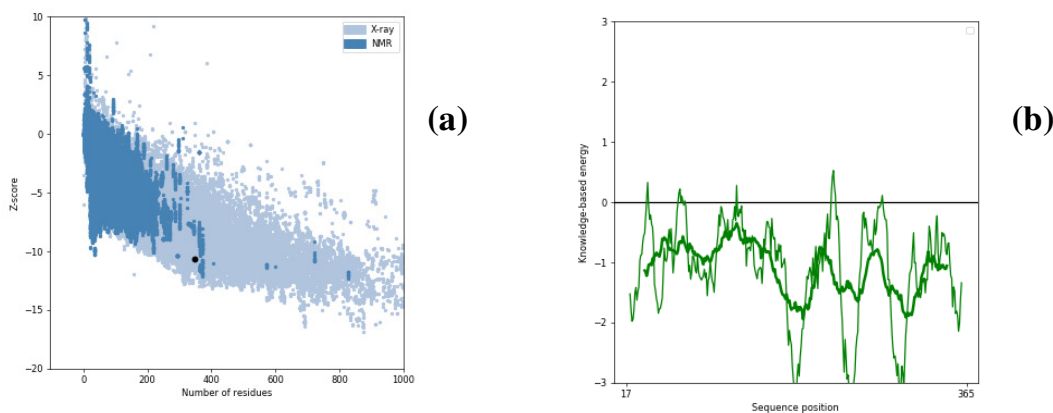 10
5
0
−5
−10
−15
−20
Z-score
X-ray
NMR
0 200 400 600 800 1000
Number of residues
(a)
3
2
1
0
−1
−2
−3
Knowledge-based energy
17 365
Sequence position
(b)